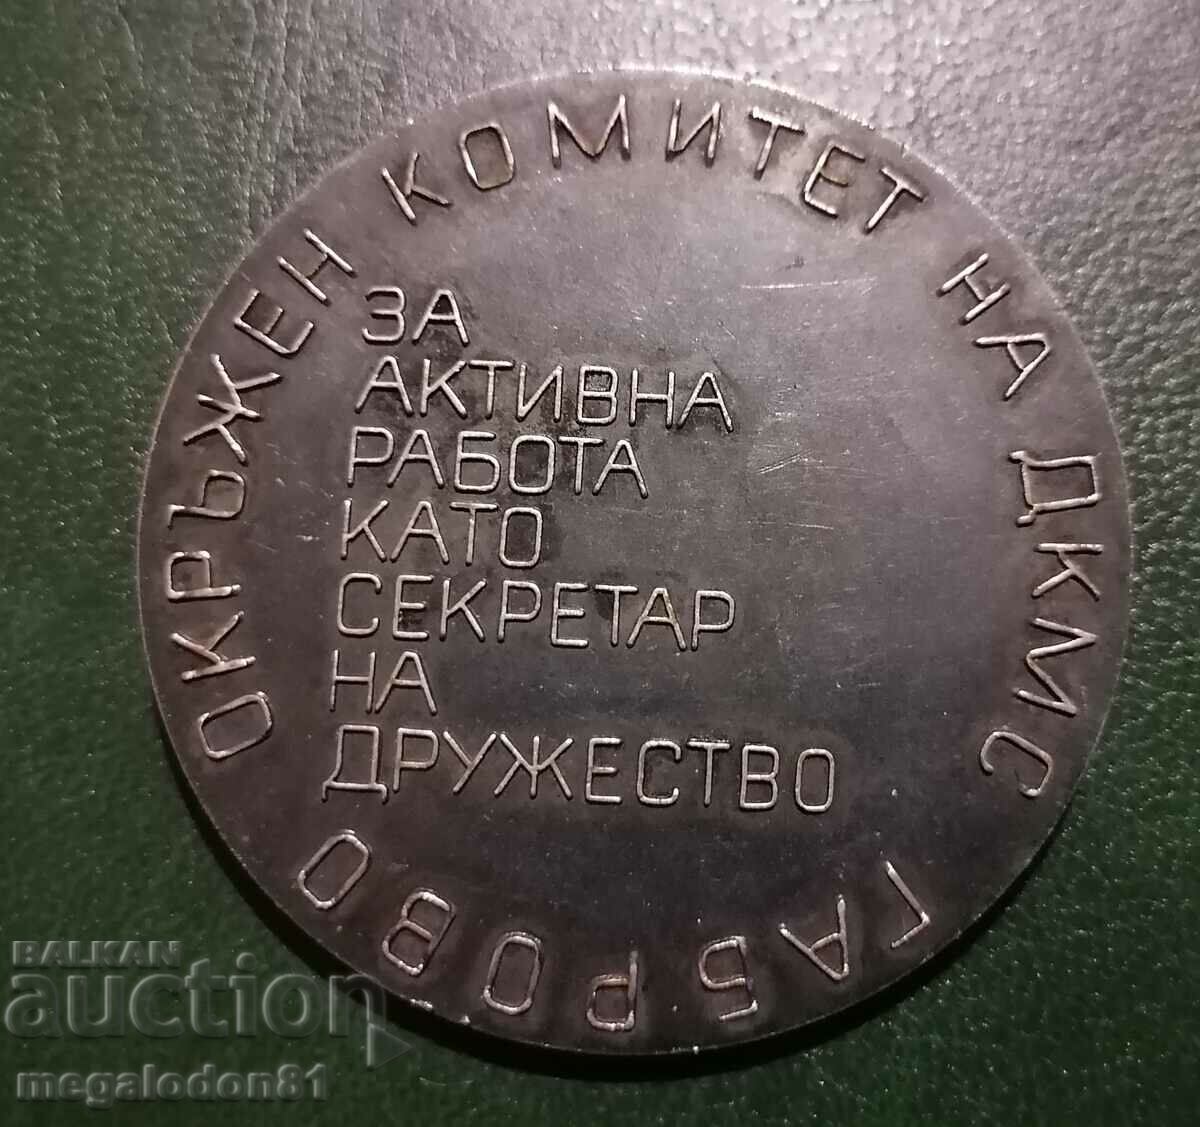 ОКРЪЖЕН КОМИТЕТ НА ДКМС ГАБРОВО
ЗА
АКТИВНА
РАБОТА
КАТО
СЕКРЕТАР
НА
ДРУЖЕСТВО
BALKAN
auction
megalodon81